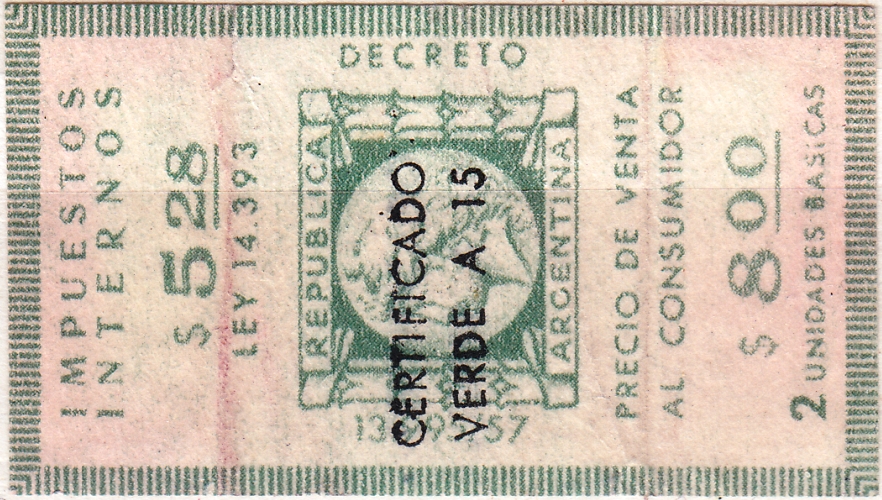 IMPUESTOS
INTERNOS
$ 5 28
LEY 14.393
DECRETO
REPUBLICA
ARGENTINA
CERTIFICADO
VERDE A 15
PRECIO DE VENTA
AL CONSUMIDOR
$ 8 00
2 UNIDADES BASICAS